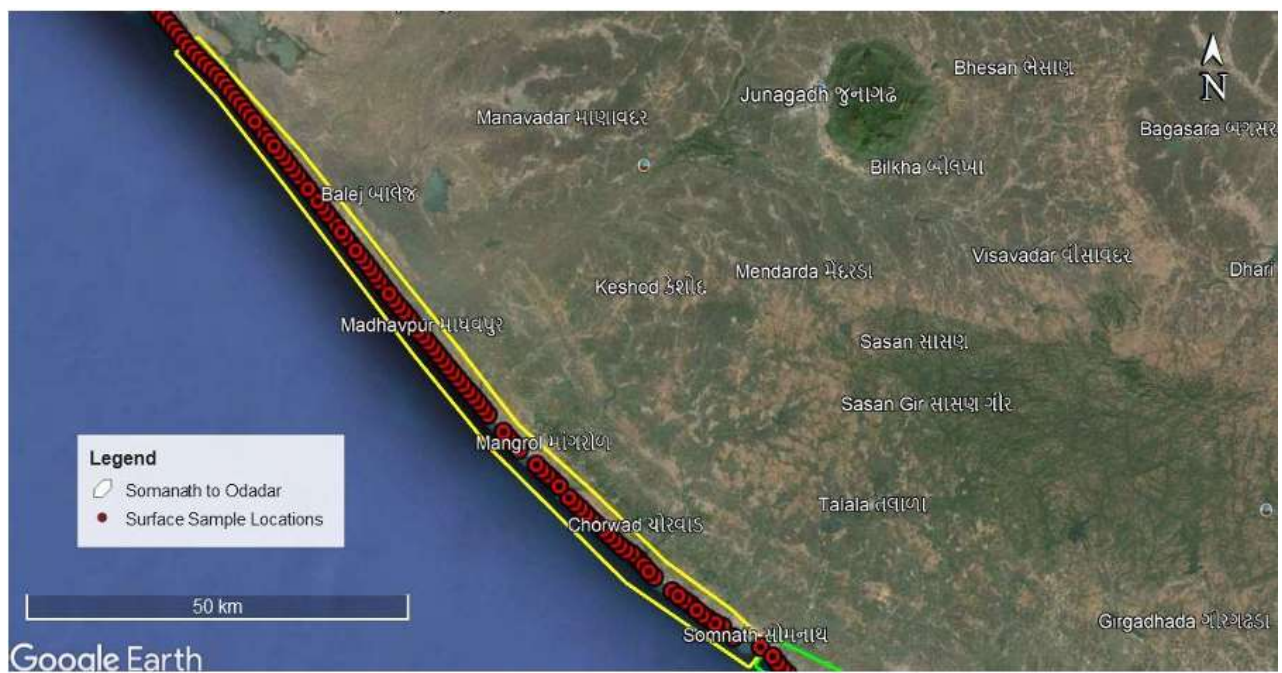 Bhesan ભેસાણ
N
Junagadh જુનાગઢ
Manavadar માણાવદર
Bagasara બગસર
Bilkha બીલખા
Balej બાલેજ
Visavadar વીસાવદર
Mendarda મેંદરડા
Dhari
Keshod કેશોદ
Madhavpur માધવપુર
Sasan સાસણ
Sasan Gir સાસણ ગીર
Mangrol માંગરોળ
Legend
Somanath to Odadar
Surface Sample Locations
Talala તલાળા
Chorwad ચોરવાડ
50 km
Somnath સોમનાથ
Girgadhada ગીરગઢડા
Google Earth